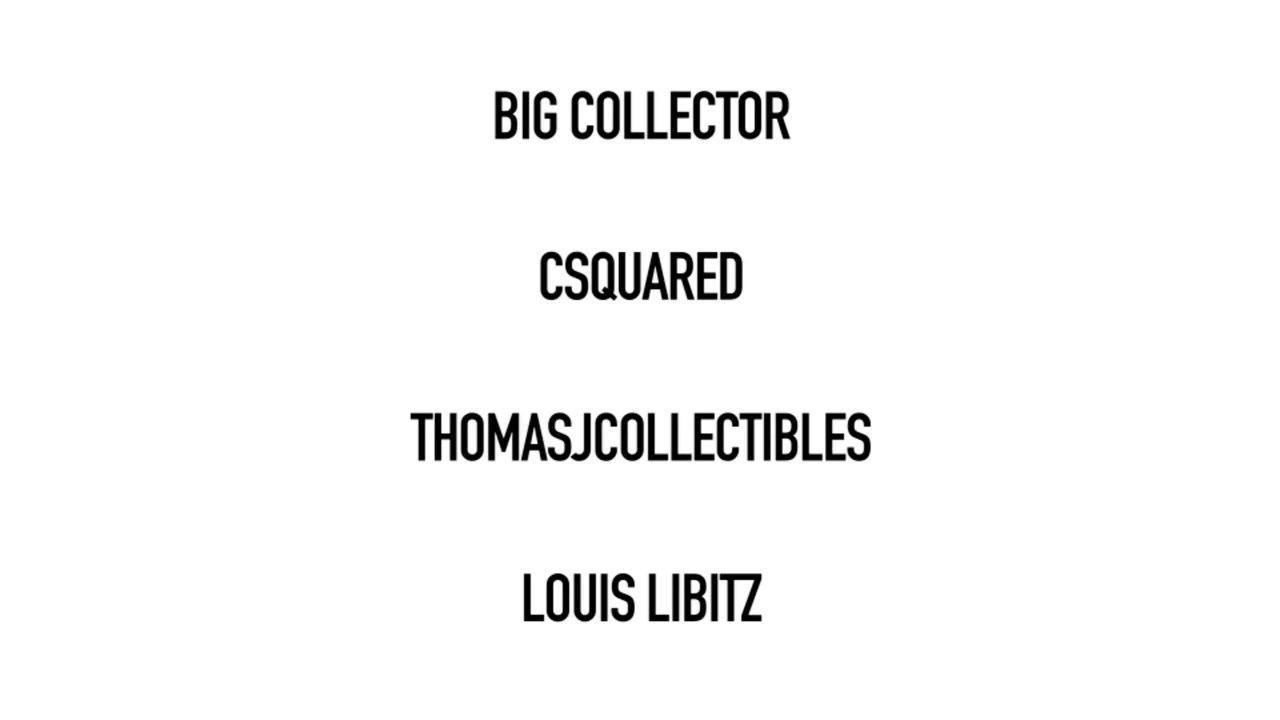 BIG COLLECTOR
CSQUARED
THOMASJCOLLECTIBLES
LOUIS LIBITZ